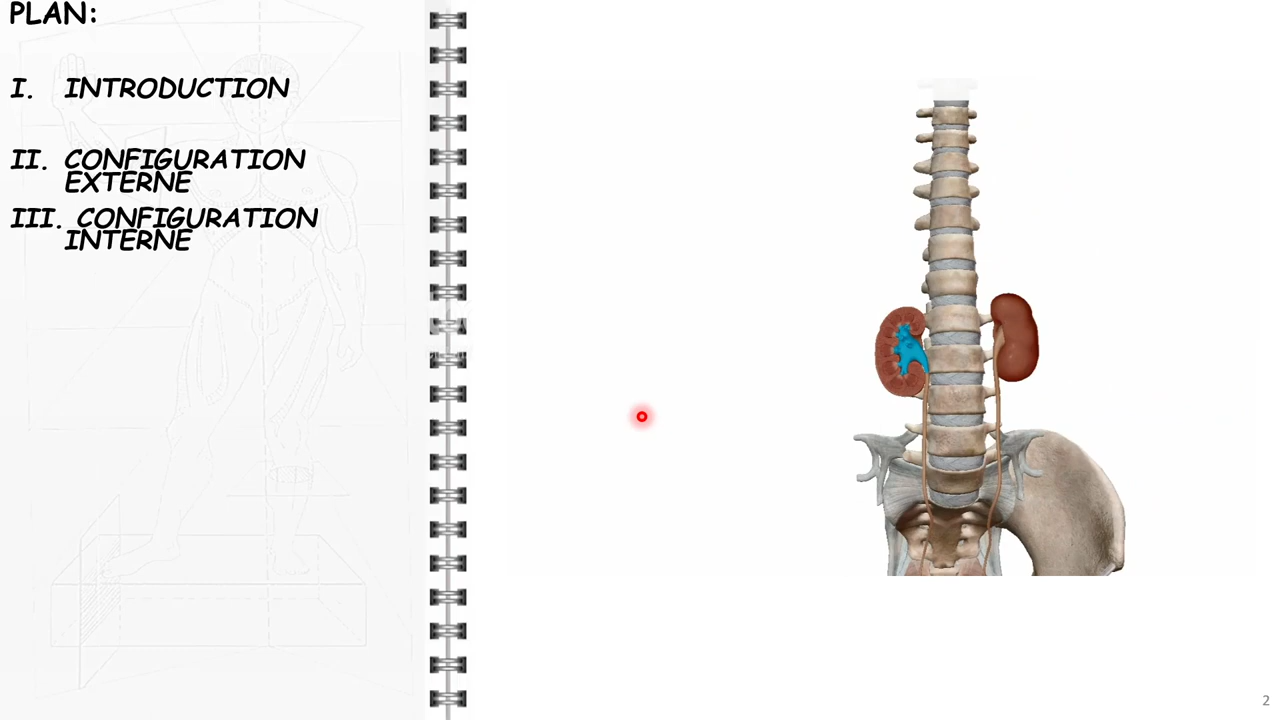 PLAN:
I. INTRODUCTION
II. CONFIGURATION
EXTERNE
III. CONFIGURATION
INTERNE
2